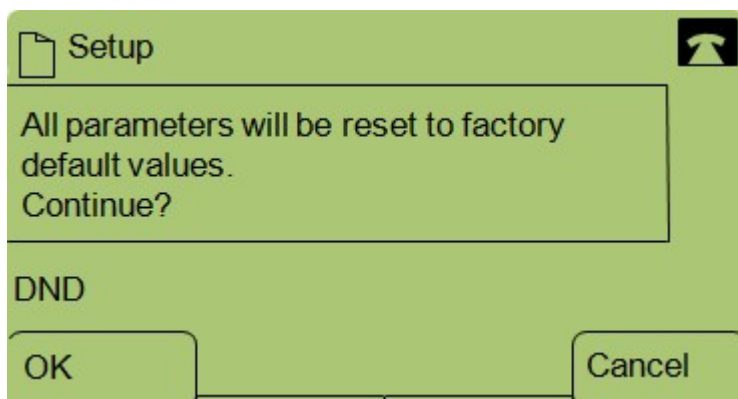 Setup
All parameters will be reset to factory
default values.
Continue?
DND
OK
Cancel